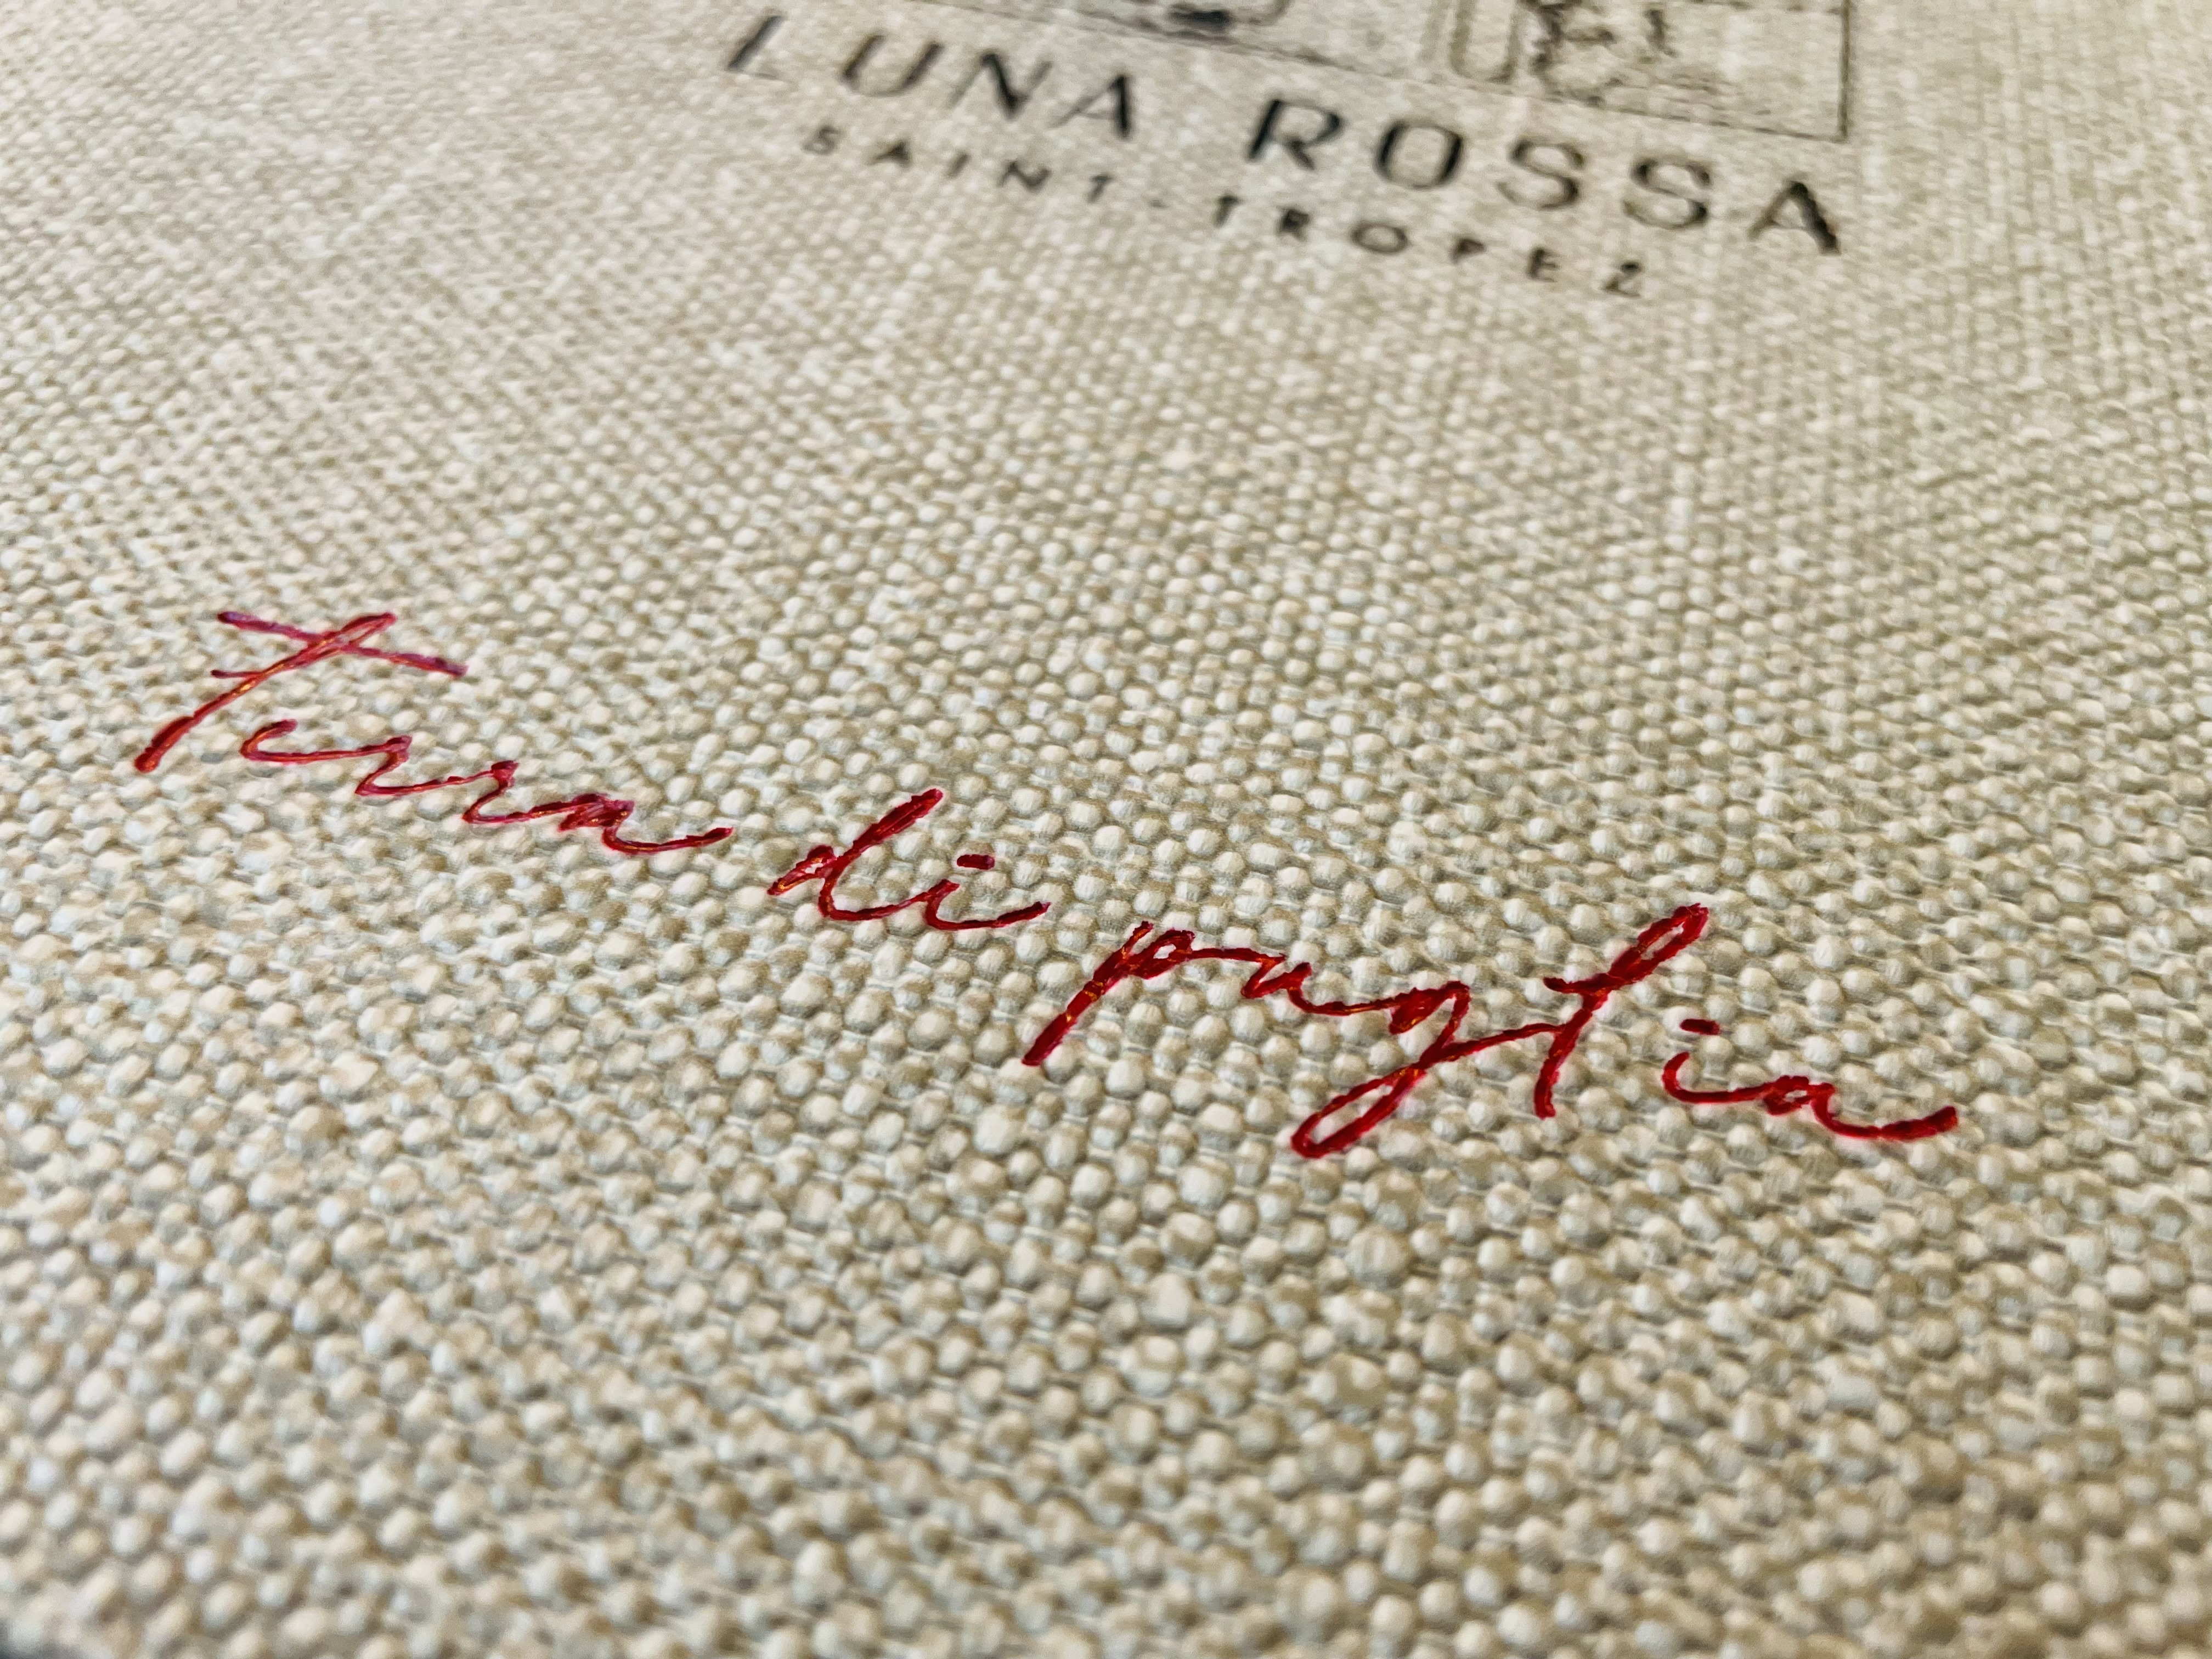 LUNA ROSSA
SAINT-TROPEZ
Terra di puglia